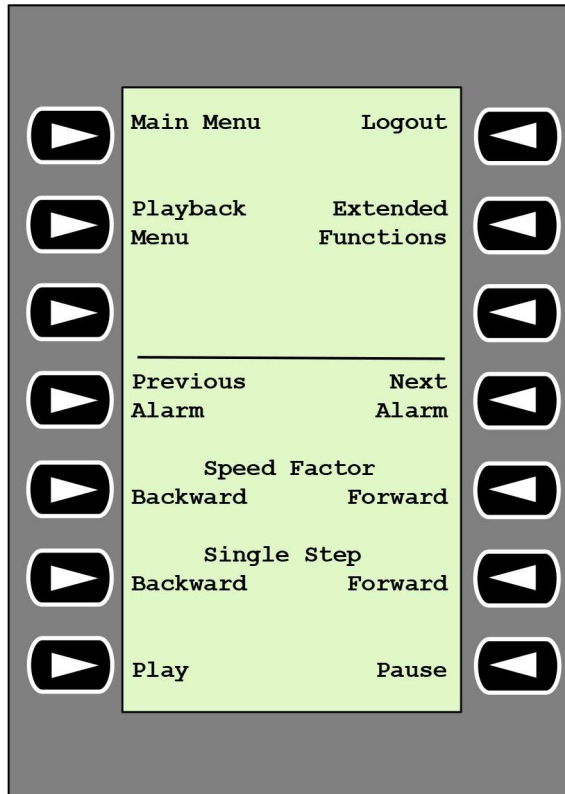 Main Menu Logout
Playback Extended
Menu Functions
Previous Next
Alarm Alarm
Speed Factor
Backward Forward
Single Step
Backward Forward
Play Pause